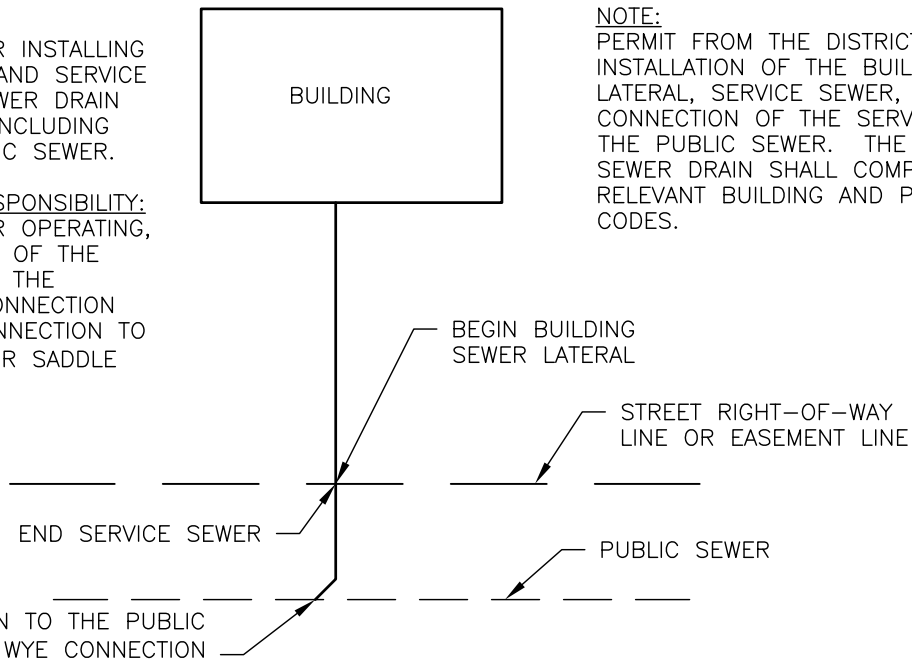 R INSTALLING
AND SERVICE
WER DRAIN
NCLUDING
C SEWER.
SPONSIBILITY:
R OPERATING,
OF THE
THE
ONNECTION
NNECTION TO
R SADDLE
BUILDING
NOTE:
PERMIT FROM THE DISTRICT
INSTALLATION OF THE BUIL
LATERAL, SERVICE SEWER,
CONNECTION OF THE SERV
THE PUBLIC SEWER. THE
SEWER DRAIN SHALL COMP
RELEVANT BUILDING AND P
CODES.
BEGIN BUILDING
SEWER LATERAL
STREET RIGHT-OF-WAY
LINE OR EASEMENT LINE
END SERVICE SEWER
PUBLIC SEWER
N TO THE PUBLIC
WYE CONNECTION